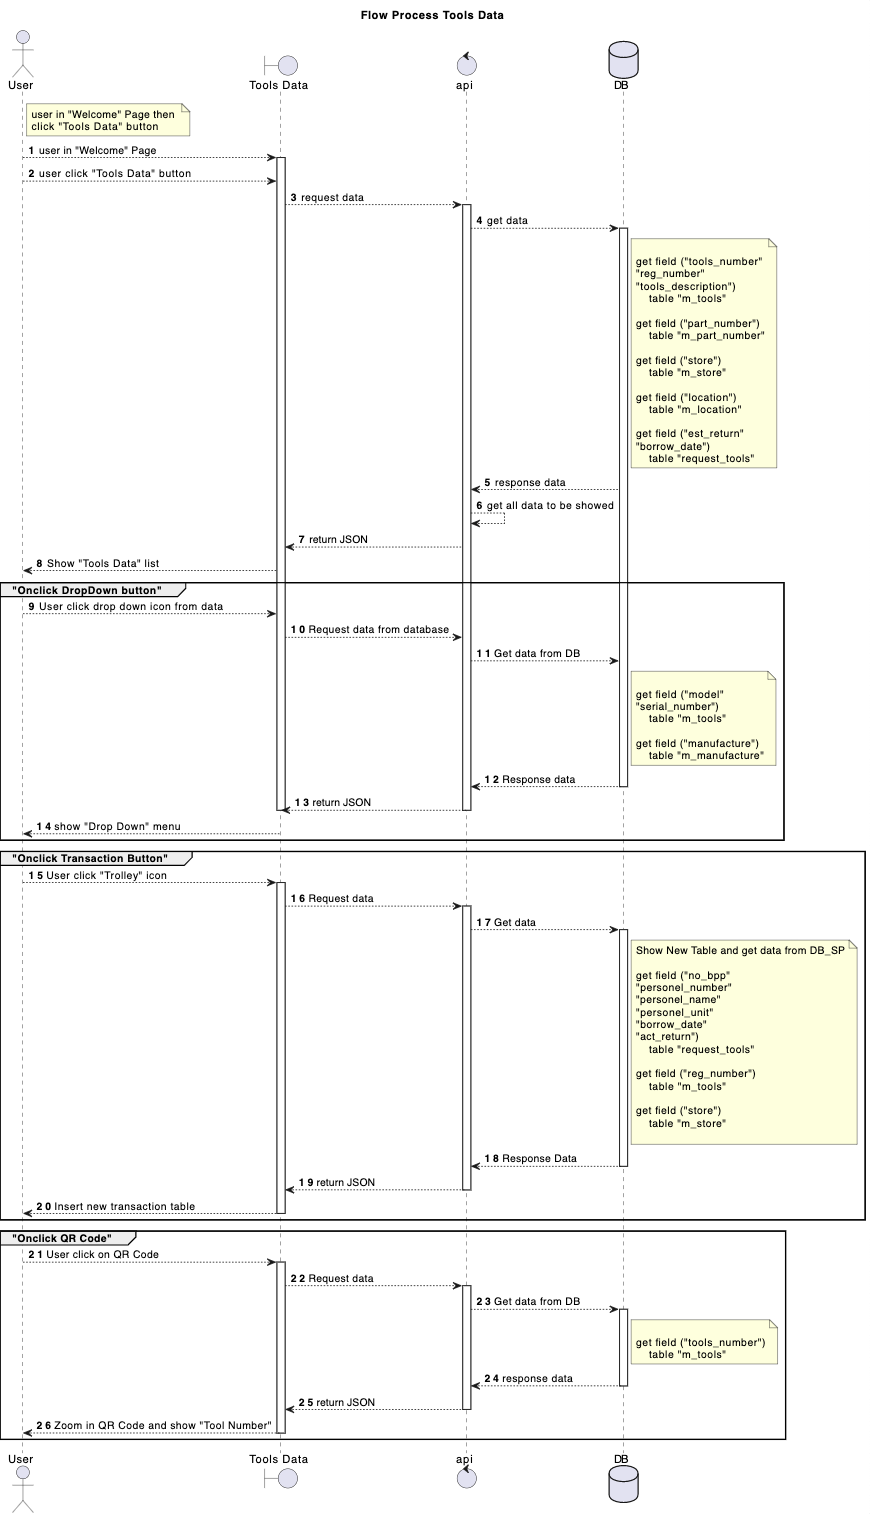 Flow Process Tools Data
User
Tools Data
api
DB
user in "Welcome" Page then
click "Tools Data" button
1 user in "Welcome" Page
2 user click "Tools Data" button
3 request data
4 get data
get field ("tools_number"
"reg_number"
"tools_description")
table "m_tools"
get field ("part_number")
table "m_part_number"
get field ("store")
table "m_store"
get field ("location")
table "m_location"
get field ("est_return"
"borrow_date")
table "request_tools"
5 response data
6 get all data to be showed
7 return JSON
8 Show "Tools Data" list
"Onclick DropDown button"
9 User click drop down icon from data
10 Request data from database
11 Get data from DB
get field ("model"
"serial_number")
table "m_tools"
get field ("manufacture")
table "m_manufacture"
12 Response data
13 return JSON
14 show "Drop Down" menu
"Onclick Transaction Button"
15 User click "Trolley" icon
16 Request data
17 Get data
Show New Table and get data from DB_SP
get field ("no_bpp"
"personel_number"
"personel_name"
"personel_unit"
"borrow_date"
"act_return")
table "request_tools"
get field ("reg_number")
table "m_tools"
get field ("store")
table "m_store"
18 Response Data
19 return JSON
20 Insert new transaction table
"Onclick QR Code"
21 User click on QR Code
22 Request data
23 Get data from DB
get field ("tools_number")
table "m_tools"
24 response data
25 return JSON
26 Zoom in QR Code and show "Tool Number"
User
Tools Data
api
DB